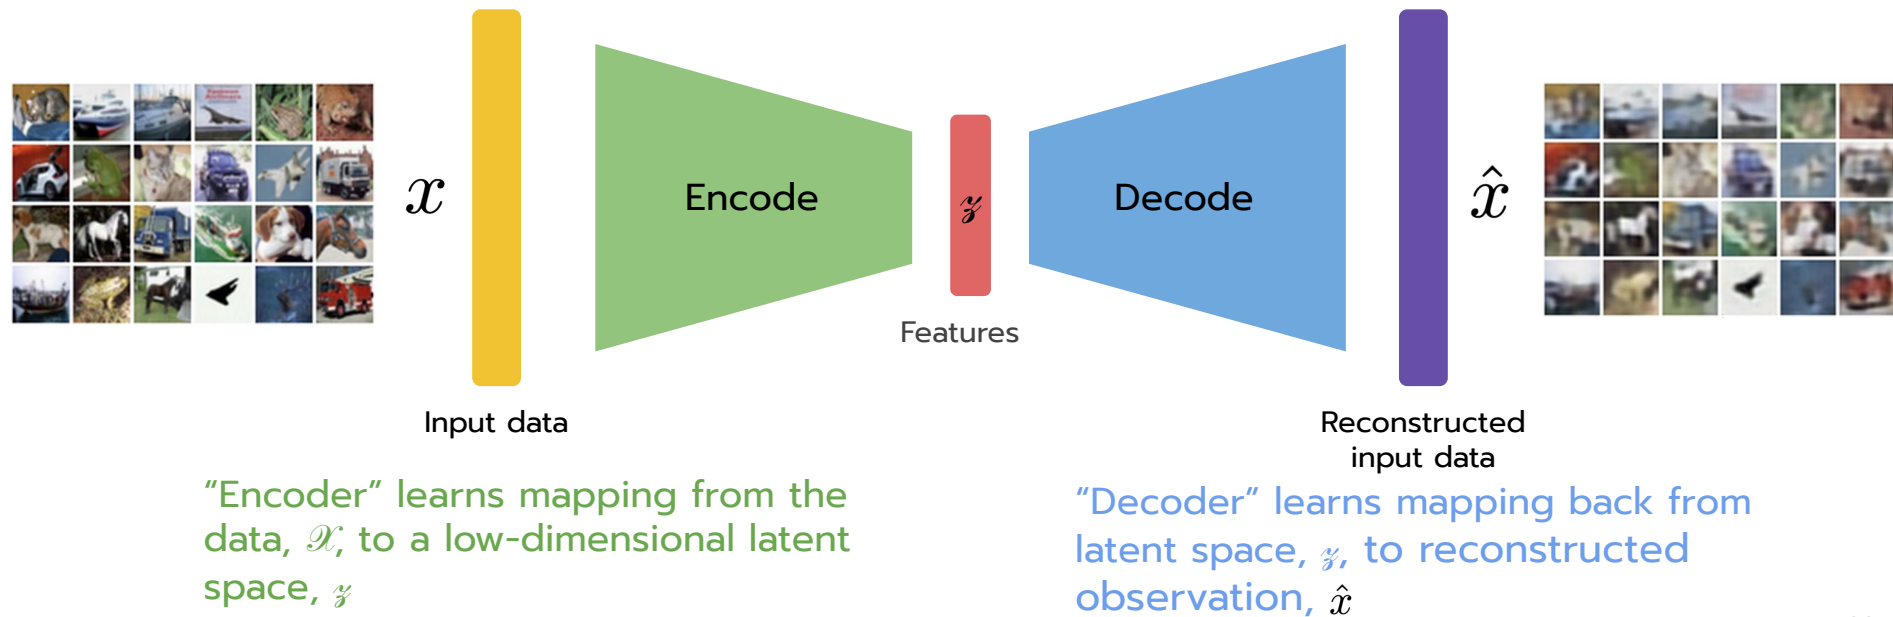 x
Encode
z
Decode
x̂
Features
Input data
Reconstructed
input data
“Encoder” learns mapping from the
data, 𝒳, to a low-dimensional latent
space, z
“Decoder” learns mapping back from
latent space, z, to reconstructed
observation, x̂